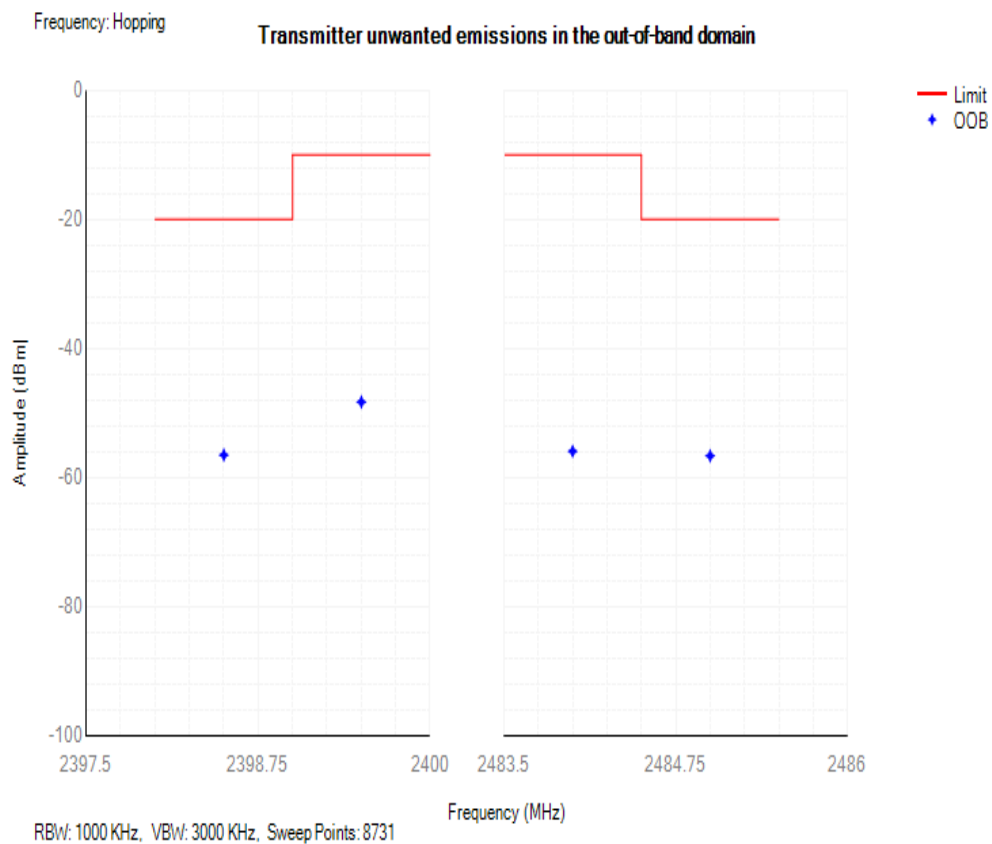 Frequency: Hopping
Transmitter unwanted emissions in the out-of-band domain
Limit
OOB
0
-20
-40
-60
-80
-100
Amplitude (dBm)
2397.5 2398.75 2400 2483.5 2484.75 2486
Frequency (MHz)
RBW: 1000 KHz, VBW: 3000 KHz, Sweep Points: 8731